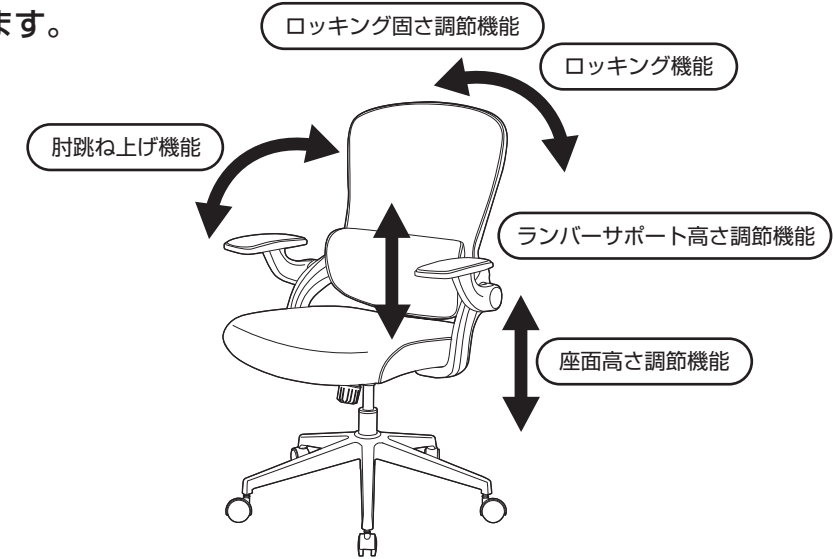 ます。
ロッキング固さ調節機能
ロッキング機能
肘跳ね上げ機能
ランバーサポート高さ調節機能
座面高さ調節機能